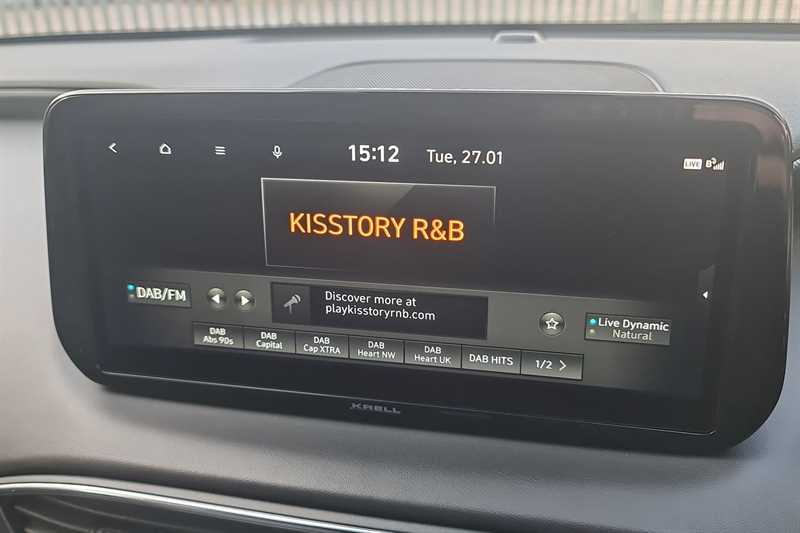 15:12 Tue, 27.01
LIVE
KISSTORY R&B
DAB/FM
Discover more at
playkisstoryrnb.com
Live Dynamic
Natural
DAB
Abs 90s
DAB
Capital
DAB
Cap XTRA
DAB
Heart NW
DAB
Heart UK
DAB HITS
1/2
KRELL